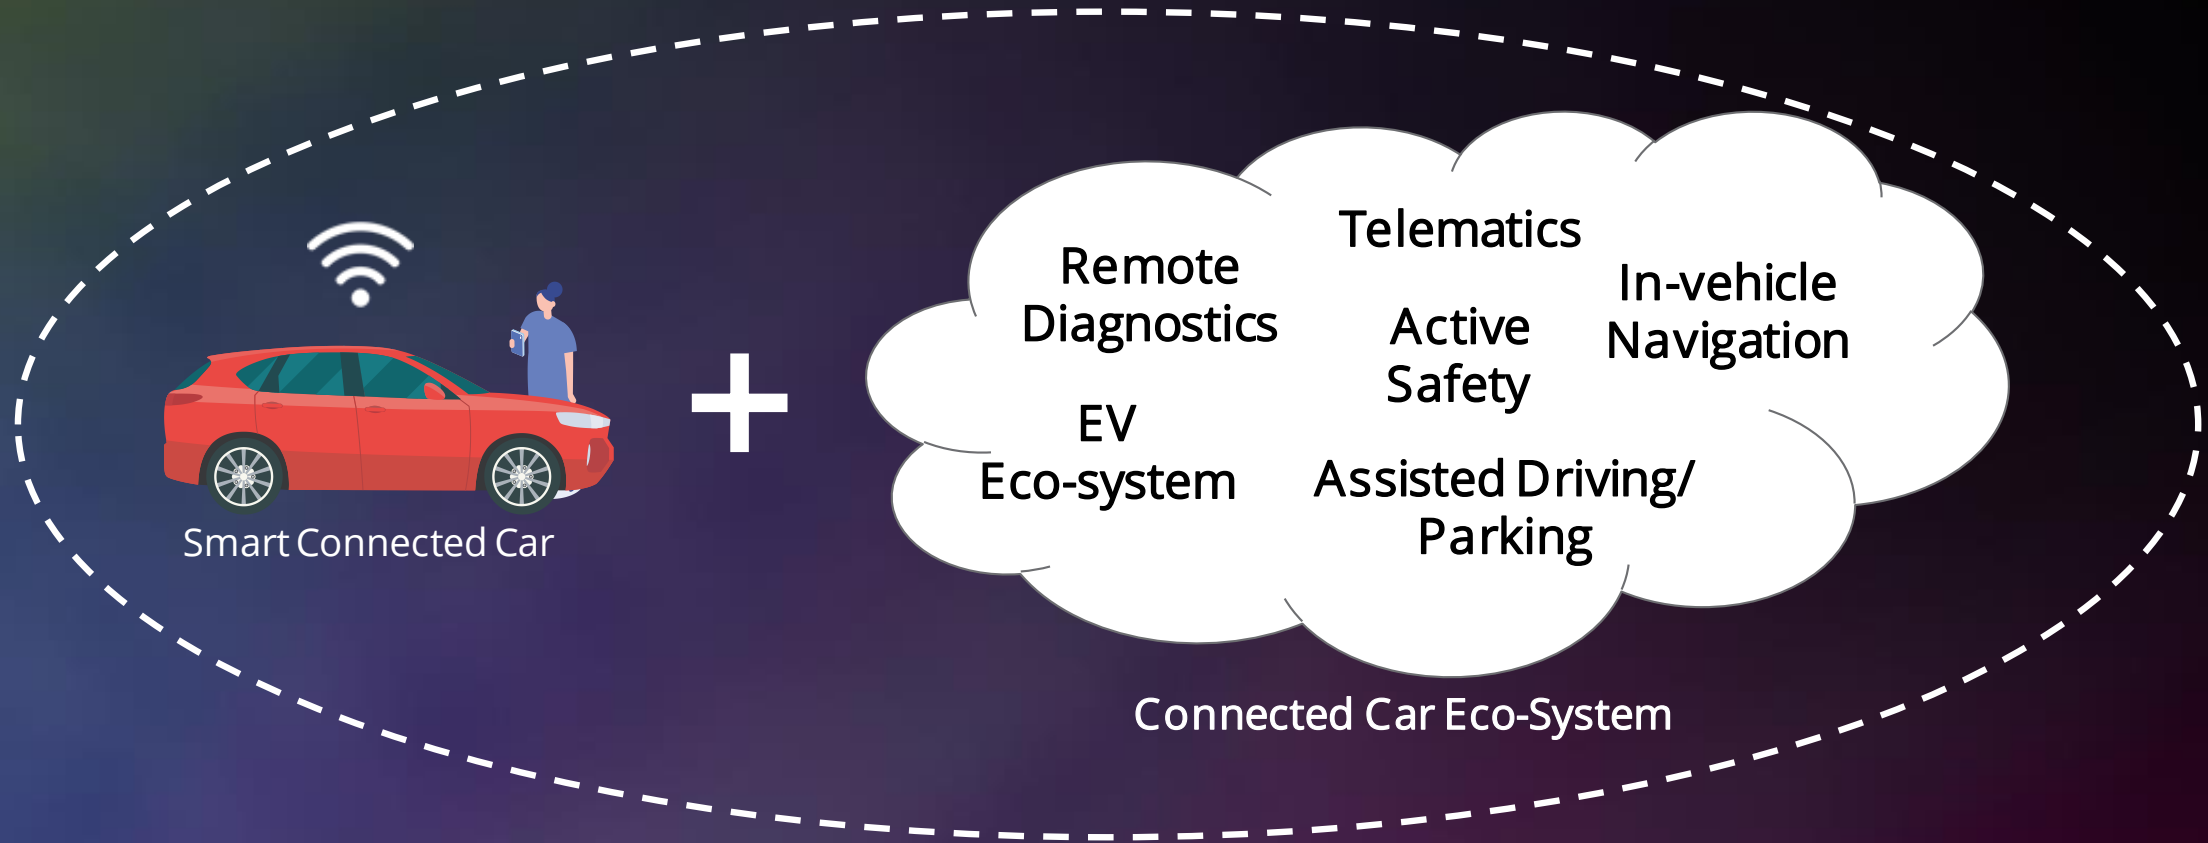 Smart Connected Car
Remote
Diagnostics
Telematics
In-vehicle
Navigation
Active
Safety
EV
Eco-system
Assisted Driving/
Parking
Connected Car Eco-System